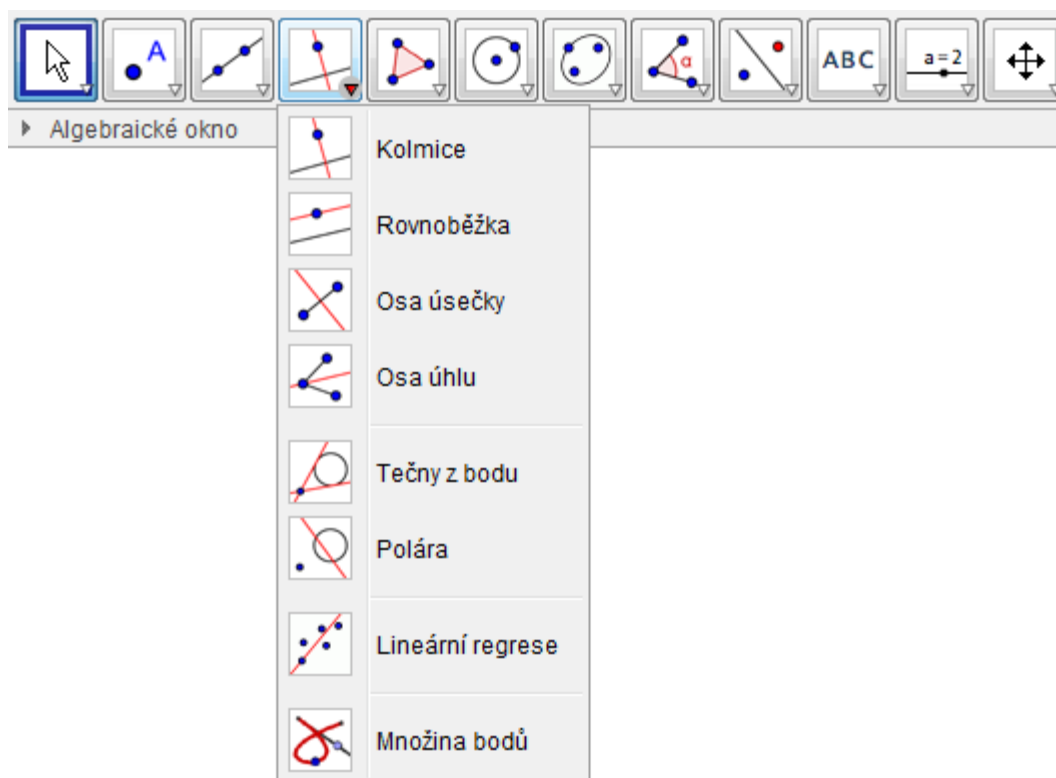 A
α
ABC
a=2
Algebraické okno
Kolmice
Rovnoběžka
Osa úsečky
Osa úhlu
Tečny z bodu
Polára
Lineární regrese
Množina bodů